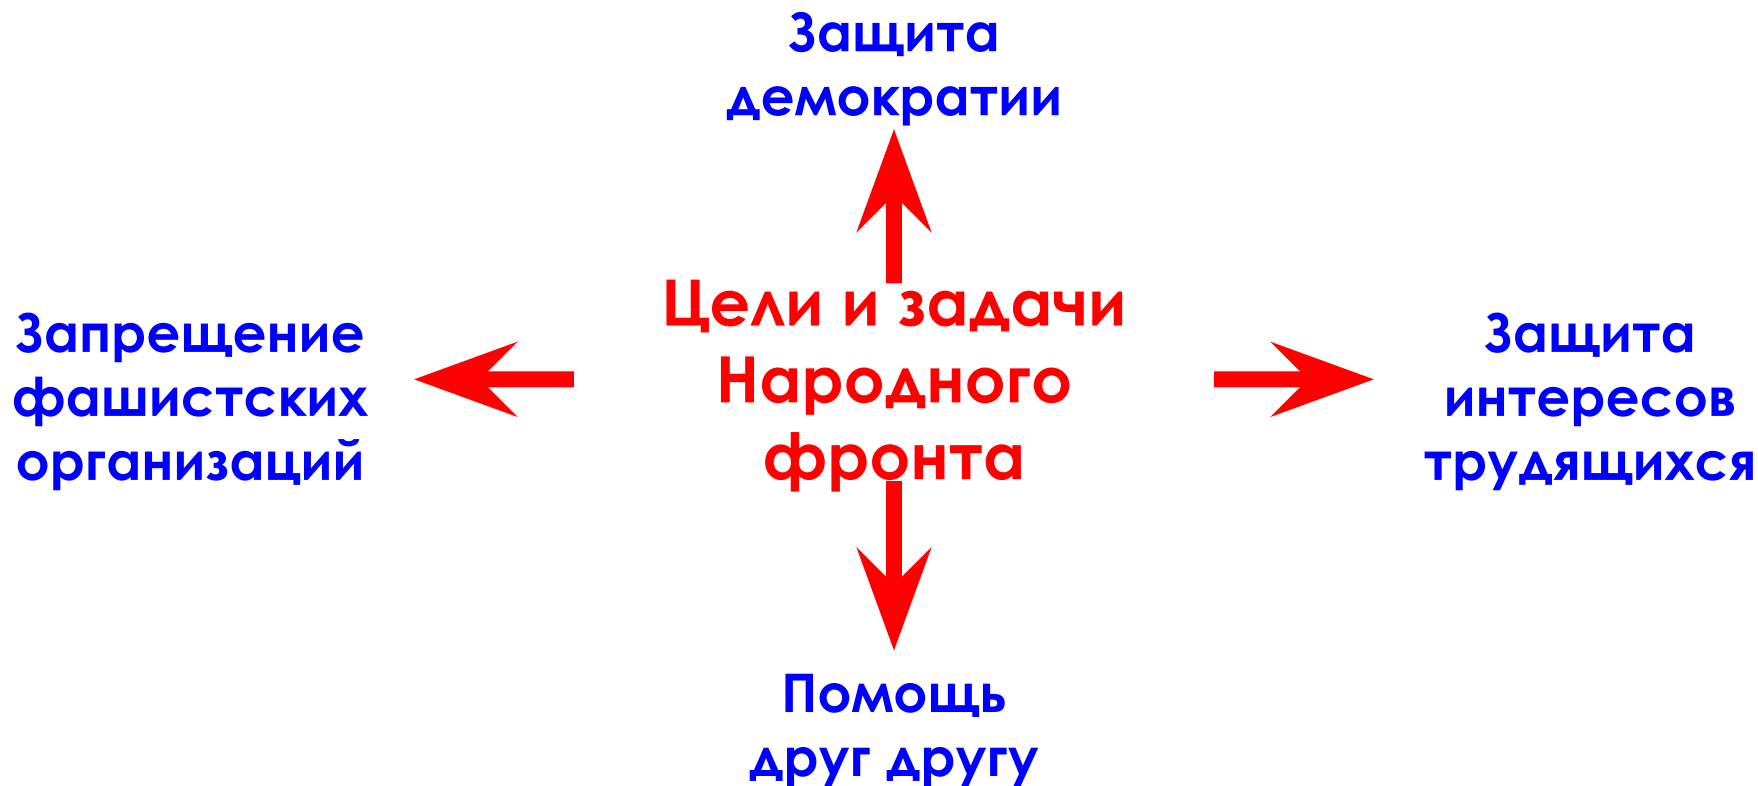 Защита
демократии
Цели и задачи
Народного
фронта
Запрещение
фашистских
организаций
Защита
интересов
трудящихся
Помощь
друг другу